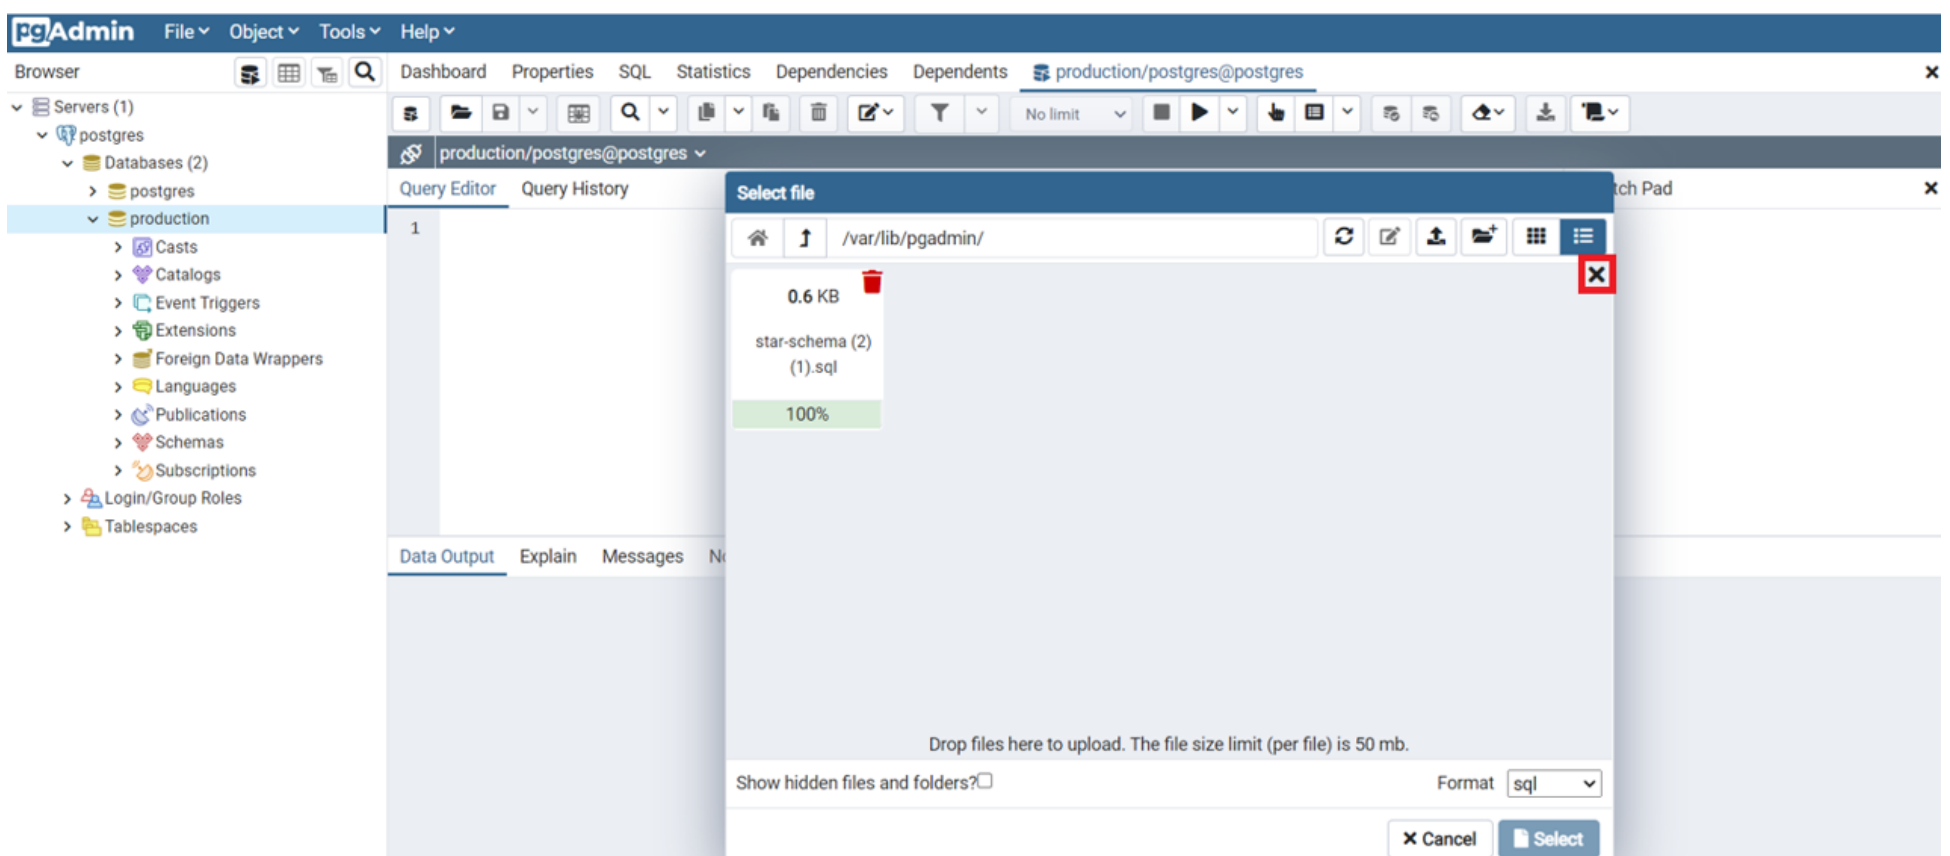 pgAdmin File Object Tools Help
Browser
Dashboard Properties SQL Statistics Dependencies Dependents production/postgres@postgres
Servers (1)
postgres
Databases (2)
postgres
production
Casts
Catalogs
Event Triggers
Extensions
Foreign Data Wrappers
Languages
Publications
Schemas
Subscriptions
Login/Group Roles
Tablespaces
No limit
production/postgres@postgres
Query Editor Query History
tch Pad
1
Select file
/var/lib/pgadmin/
0.6 KB
star-schema (2)
(1).sql
100%
Drop files here to upload. The file size limit (per file) is 50 mb.
Show hidden files and folders?
Format sql
Cancel Select
Data Output Explain Messages